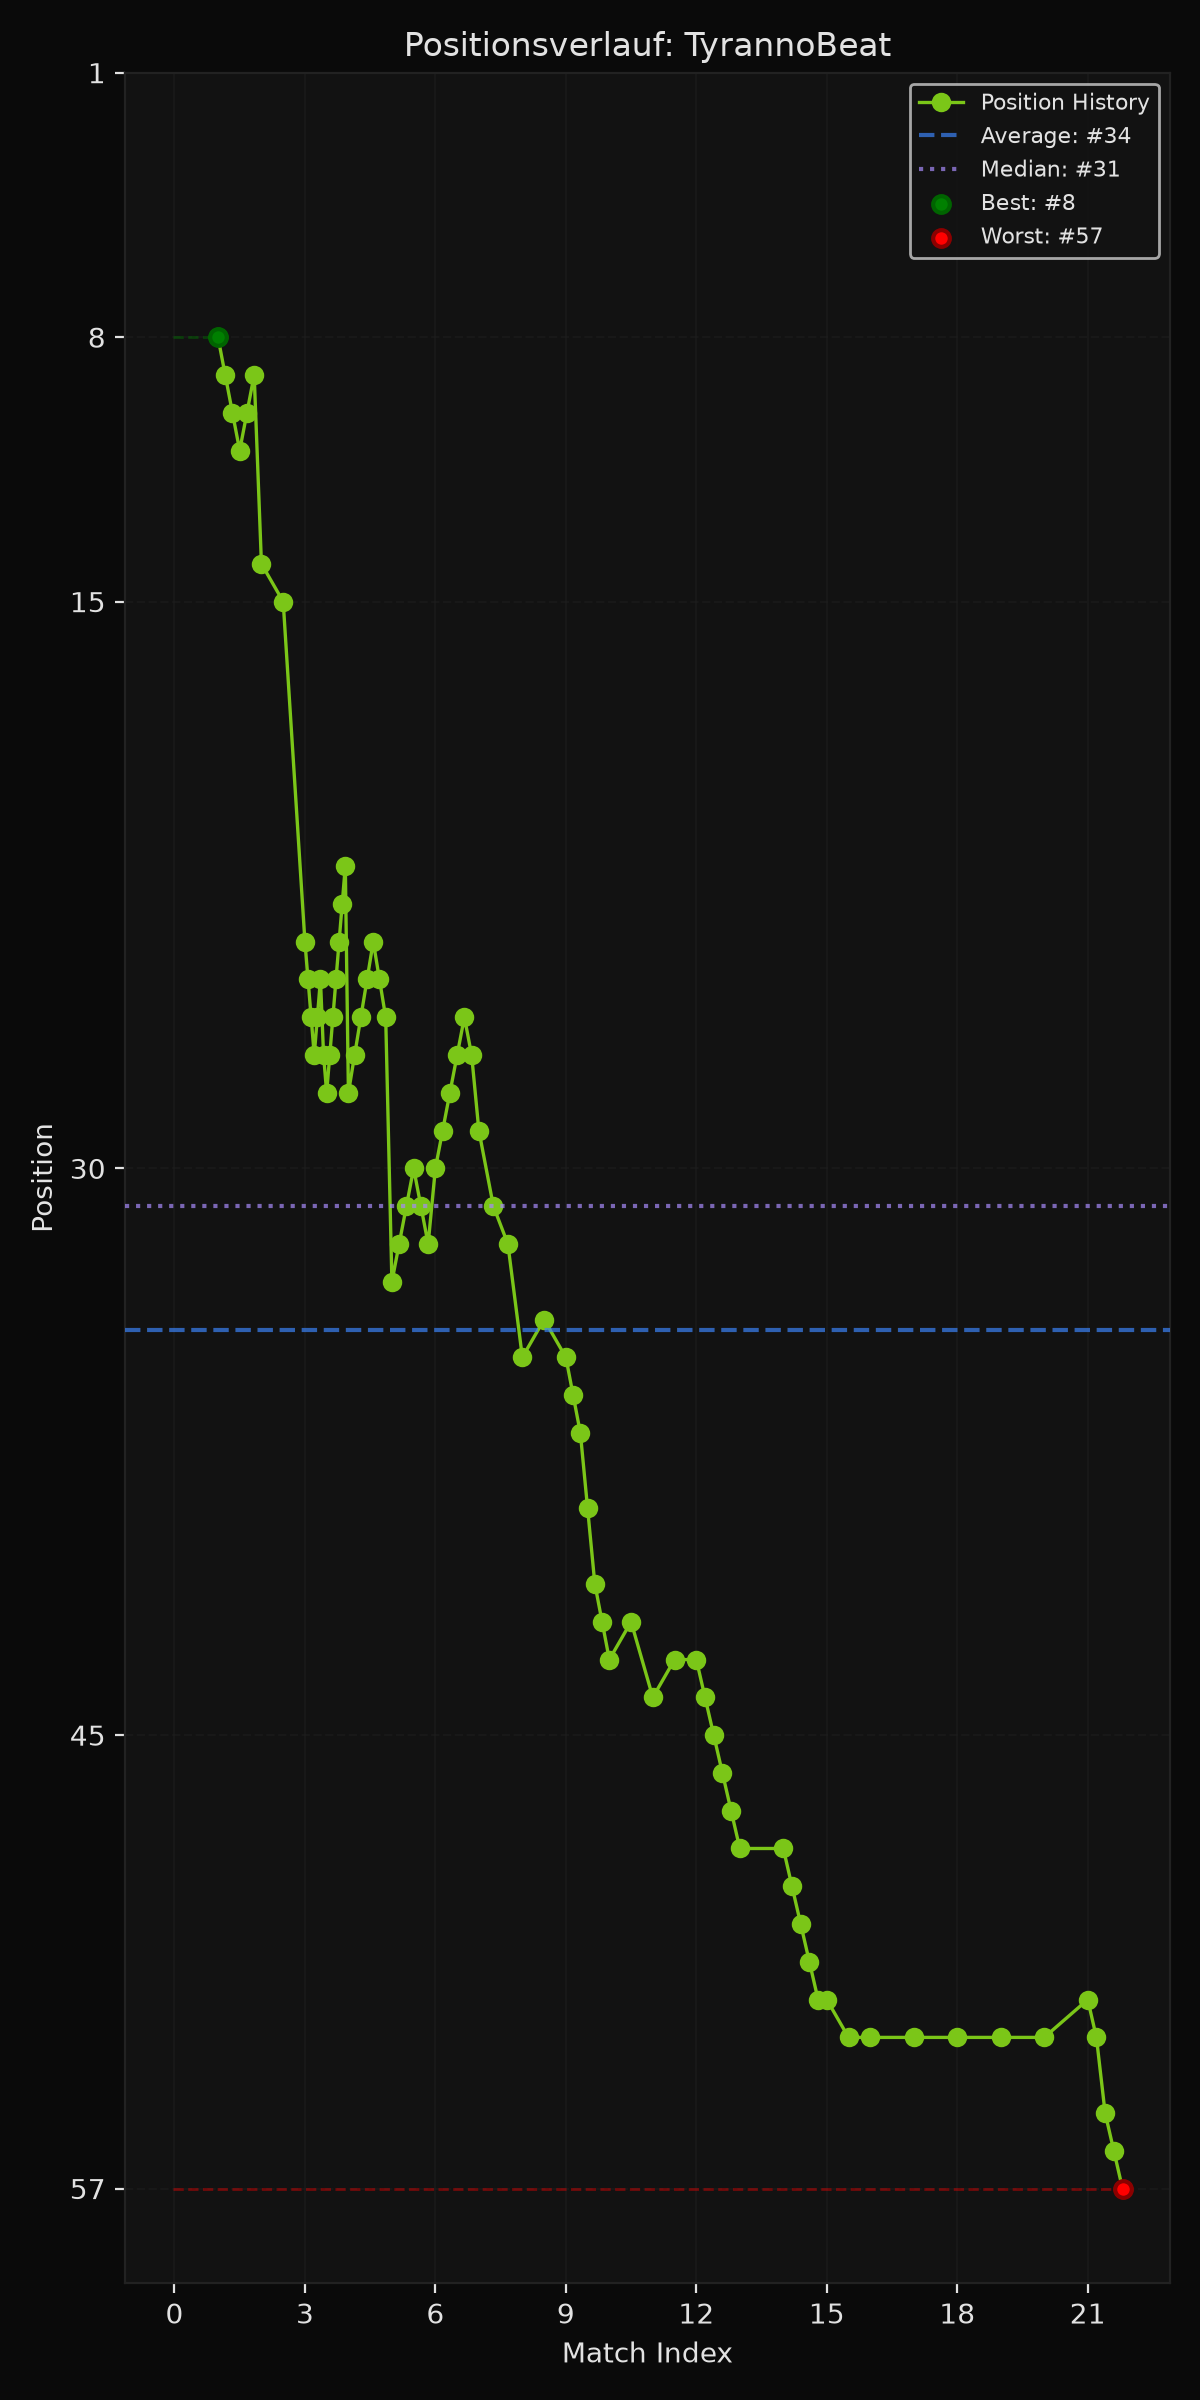 Positionsverlauf: TyrannoBeat
Position History
Average: #34
Median: #31
Best: #8
Worst: #57
1
8
15
30
45
57
Position
0 3 6 9 12 15 18 21
Match Index